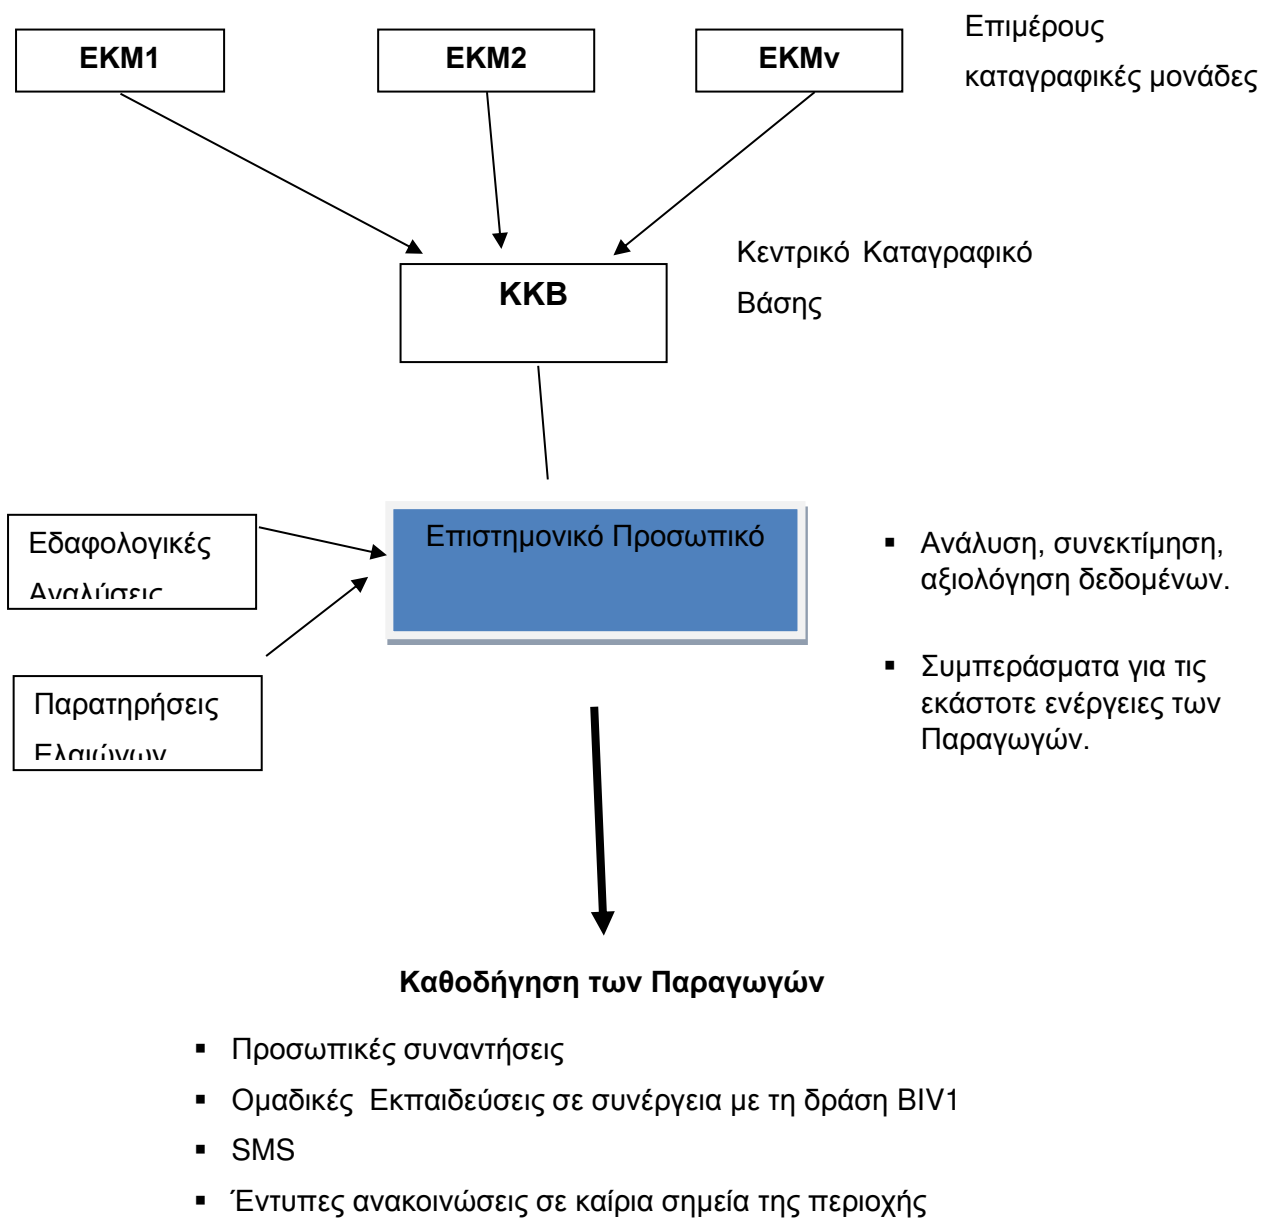 ΕΚΜ1
ΕΚΜ2
ΕΚΜν
Επιμέρους
καταγραφικές μονάδες
Κεντρικό Καταγραφικό
Βάσης
ΚΚΒ
Εδαφολογικές
Αναλύσεις
Επιστημονικό Προσωπικό
▪ Ανάλυση, συνεκτίμηση,
αξιολόγηση δεδομένων.
▪ Συμπεράσματα για τις
εκάστοτε ενέργειες των
Παραγωγών.
Παρατηρήσεις
Ελαιώνων
Καθοδήγηση των Παραγωγών
▪ Προσωπικές συναντήσεις
▪ Ομαδικές Εκπαιδεύσεις σε συνέργεια με τη δράση BIV1
▪ SMS
▪ Έντυπες ανακοινώσεις σε καίρια σημεία της περιοχής